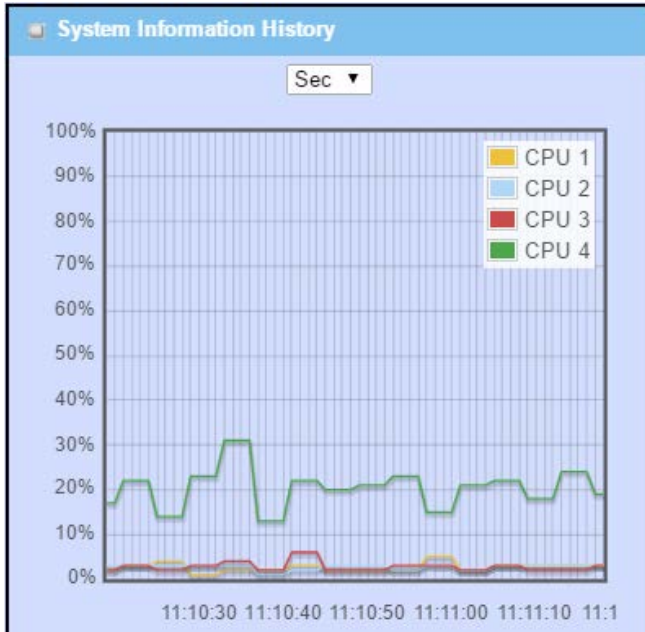 System Information History
Sec ▼
100%
90%
80%
70%
60%
50%
40%
30%
20%
10%
0%
CPU 1
CPU 2
CPU 3
CPU 4
11:10:30 11:10:40 11:10:50 11:11:00 11:11:10 11:1